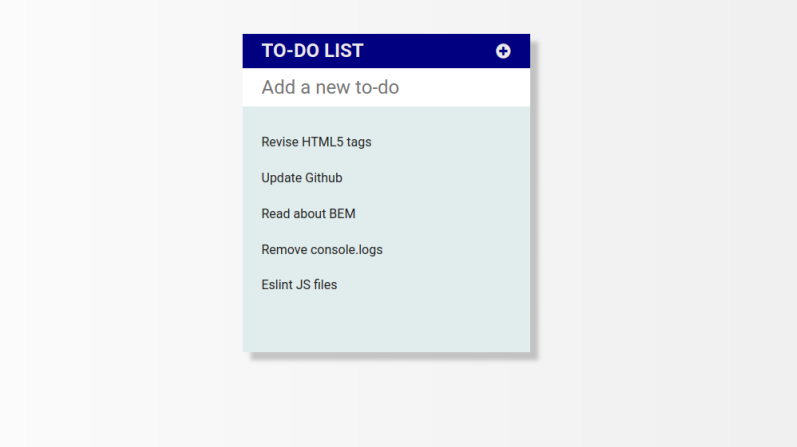 TO-DO LIST
Add a new to-do
Revise HTML5 tags
Update Github
Read about BEM
Remove console.logs
Eslint JS files